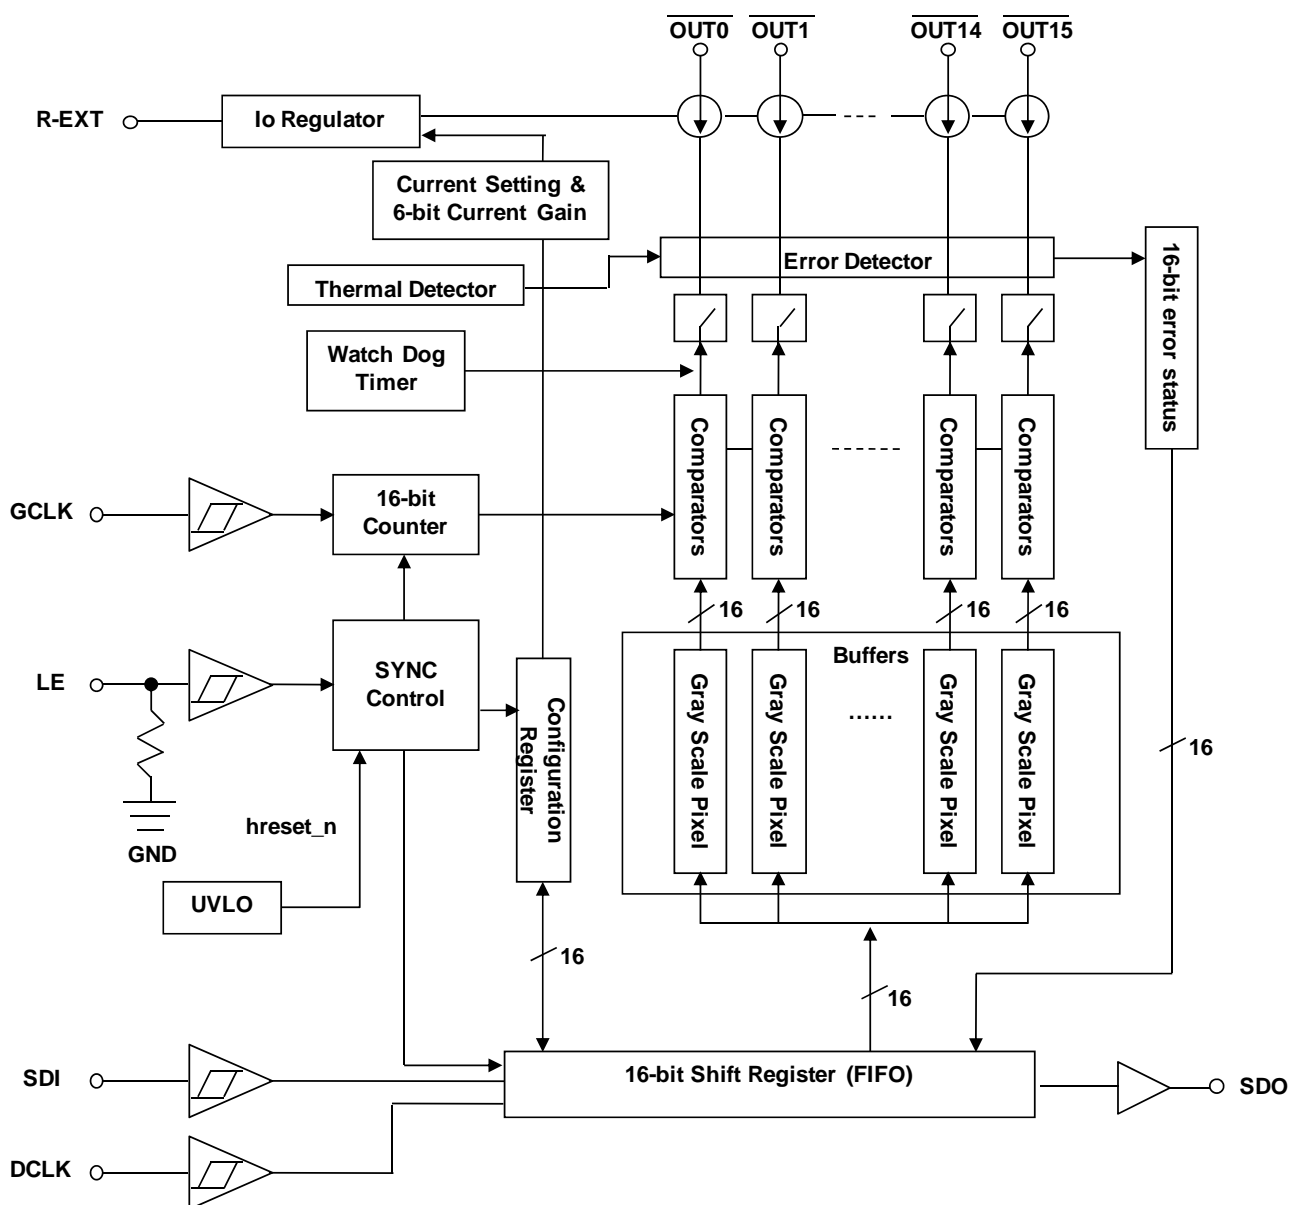 OUT0
OUT1
OUT14
OUT15
R-EXT
Io Regulator
Current Setting &
6-bit Current Gain
Error Detector
Thermal Detector
16-bit error status
Watch Dog
Timer
Comparators
Comparators
Comparators
Comparators
GCLK
16-bit
Counter
16
16
16
16
LE
SYNC
Control
Buffers
Configuration
Register
Gray Scale Pixel
Gray Scale Pixel
......
Gray Scale Pixel
Gray Scale Pixel
16
hreset_n
GND
UVLO
16
16
SDI
16-bit Shift Register (FIFO)
SDO
DCLK